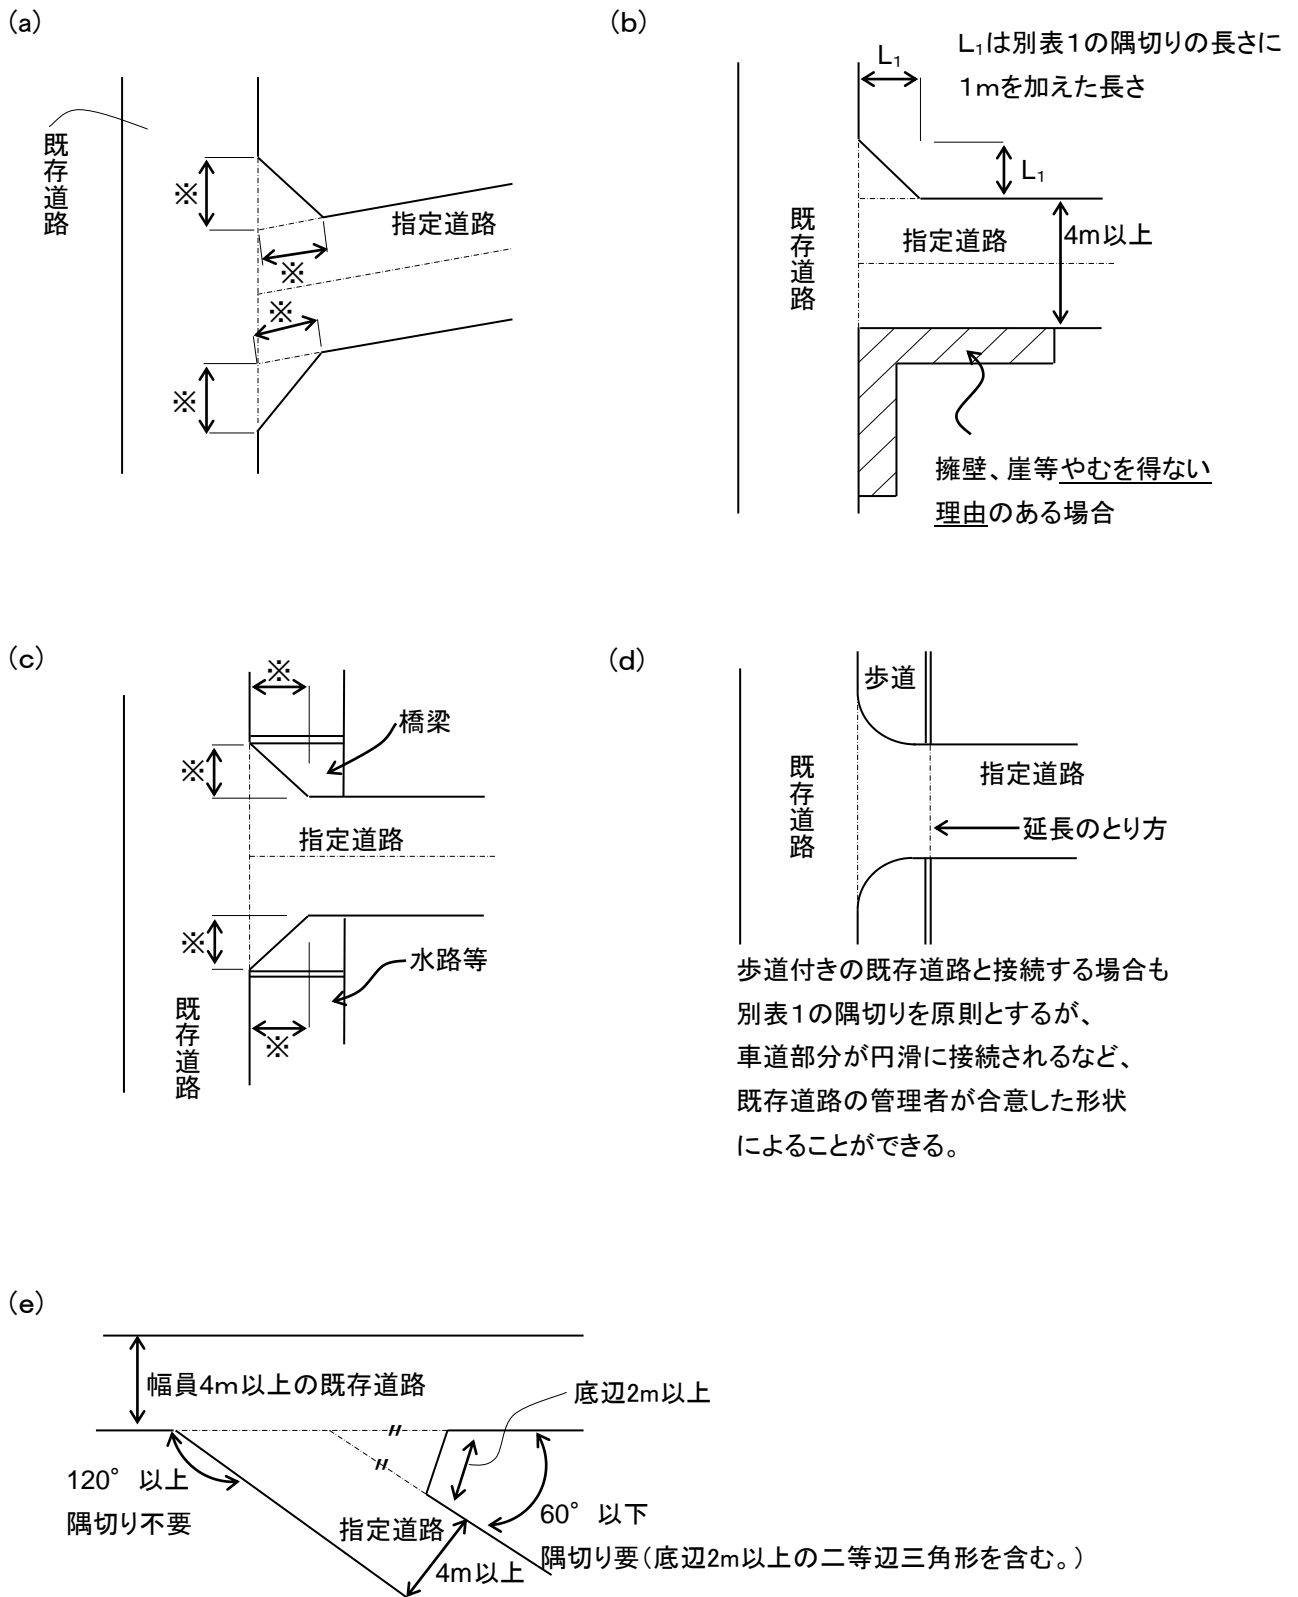 (a)
既存道路
※
※
指定道路
※
※
(b)
L₁
L₁は別表1の隅切りの長さに
1mを加えた長さ
L₁
既存道路
指定道路
4m以上
擁壁、崖等やむを得ない
理由のある場合
(c)
※
橋梁
※
指定道路
※
水路等
既存道路
※
(d)
歩道
既存道路
指定道路
延長のとり方
歩道付きの既存道路と接続する場合も
別表1の隅切りを原則とするが、
車道部分が円滑に接続されるなど、
既存道路の管理者が合意した形状
によることができる。
(e)
幅員4m以上の既存道路
底辺2m以上
120°以上
隅切り不要
指定道路
4m以上
60°以下
隅切り要(底辺2m以上の二等辺三角形を含む。)